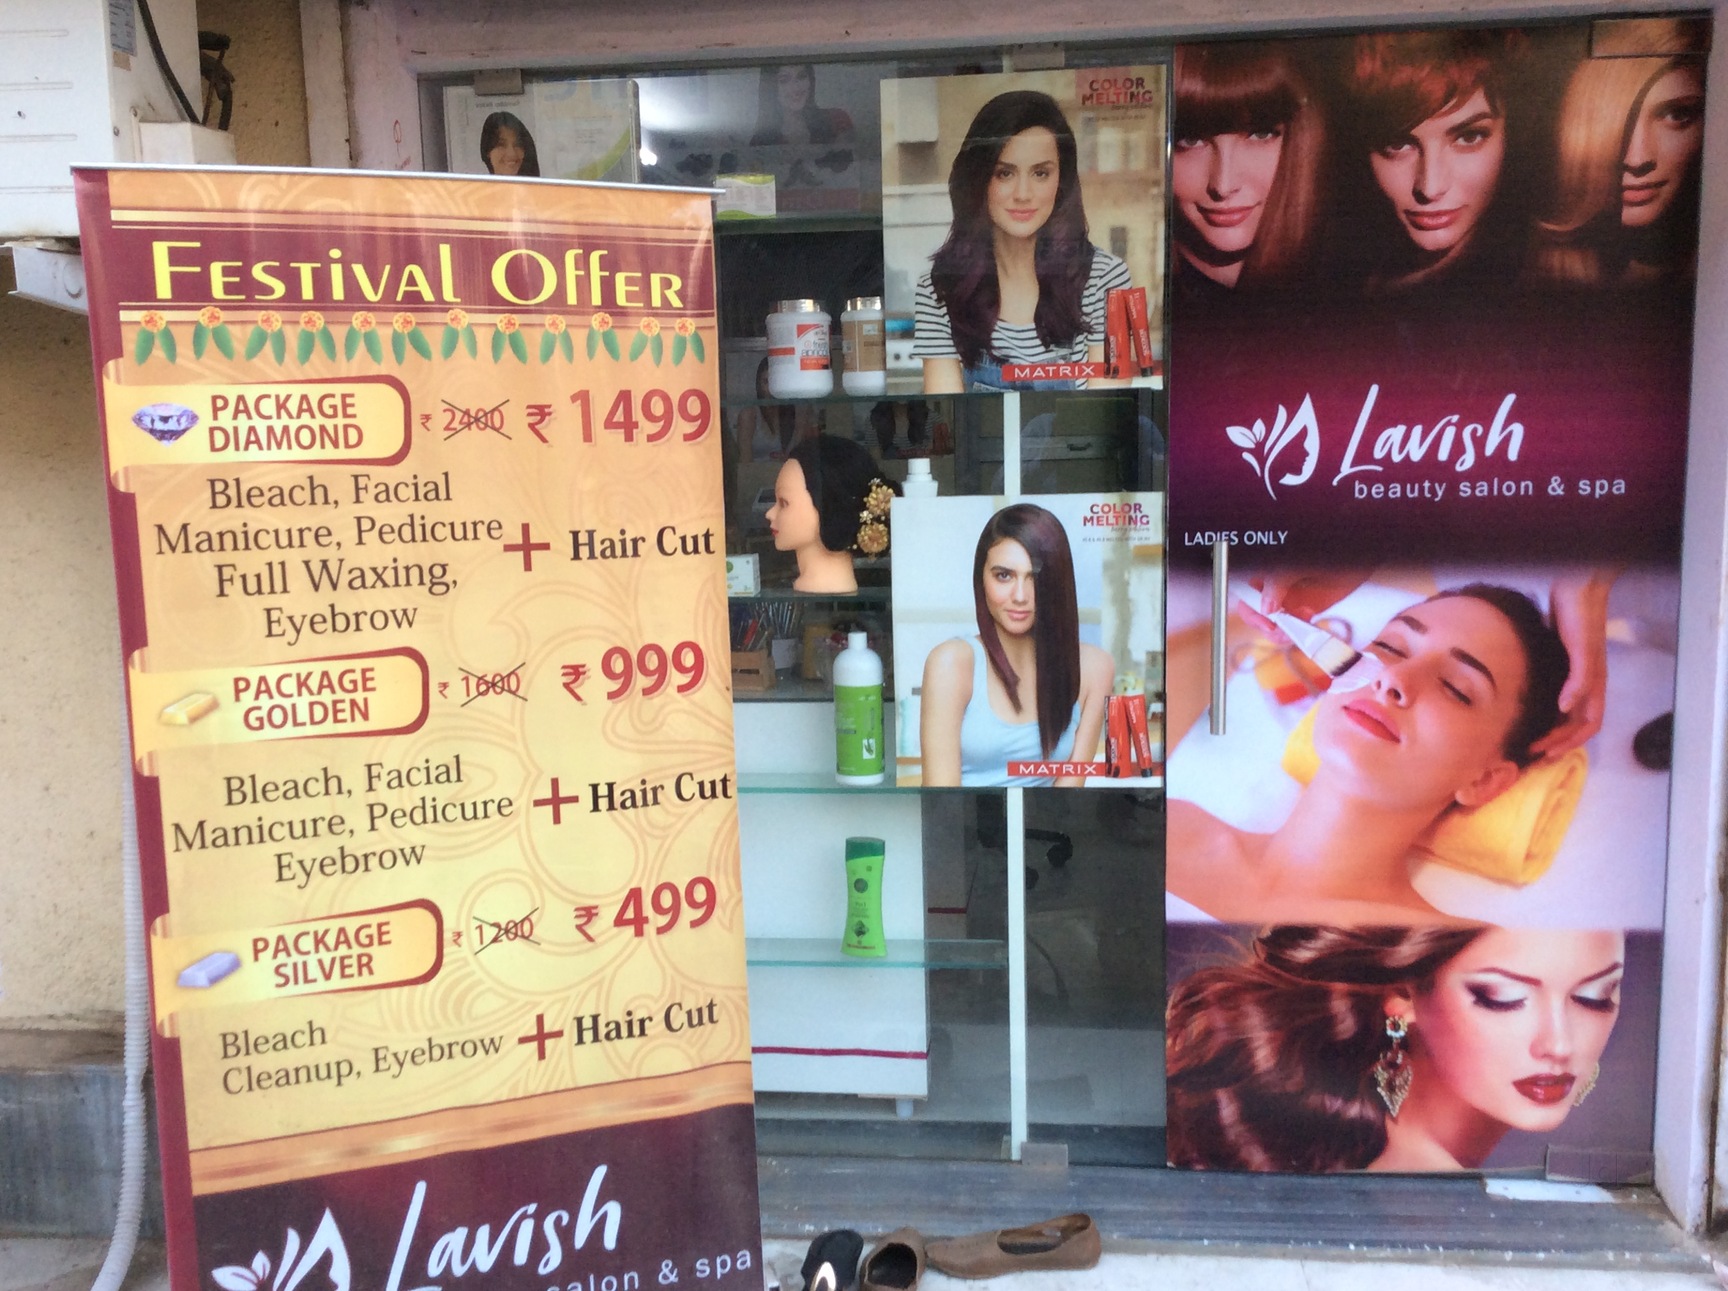 FESTiVAL OffER
PACKAGE
DIAMOND
₹ 2400 ₹ 1499
Bleach, Facial
Manicure, Pedicure
Full Waxing,
Eyebrow
+ Hair Cut
PACKAGE
GOLDEN
₹ 1600 ₹ 999
Bleach, Facial
Manicure, Pedicure
Eyebrow
+ Hair Cut
PACKAGE
SILVER
₹ 1200 ₹ 499
Bleach
Cleanup, Eyebrow
+ Hair Cut
Lavish
salon & spa
COLOR
MELTING
MATRIX
COLOR
MELTING
MATRIX
Lavish
beauty salon & spa
LADIES ONLY